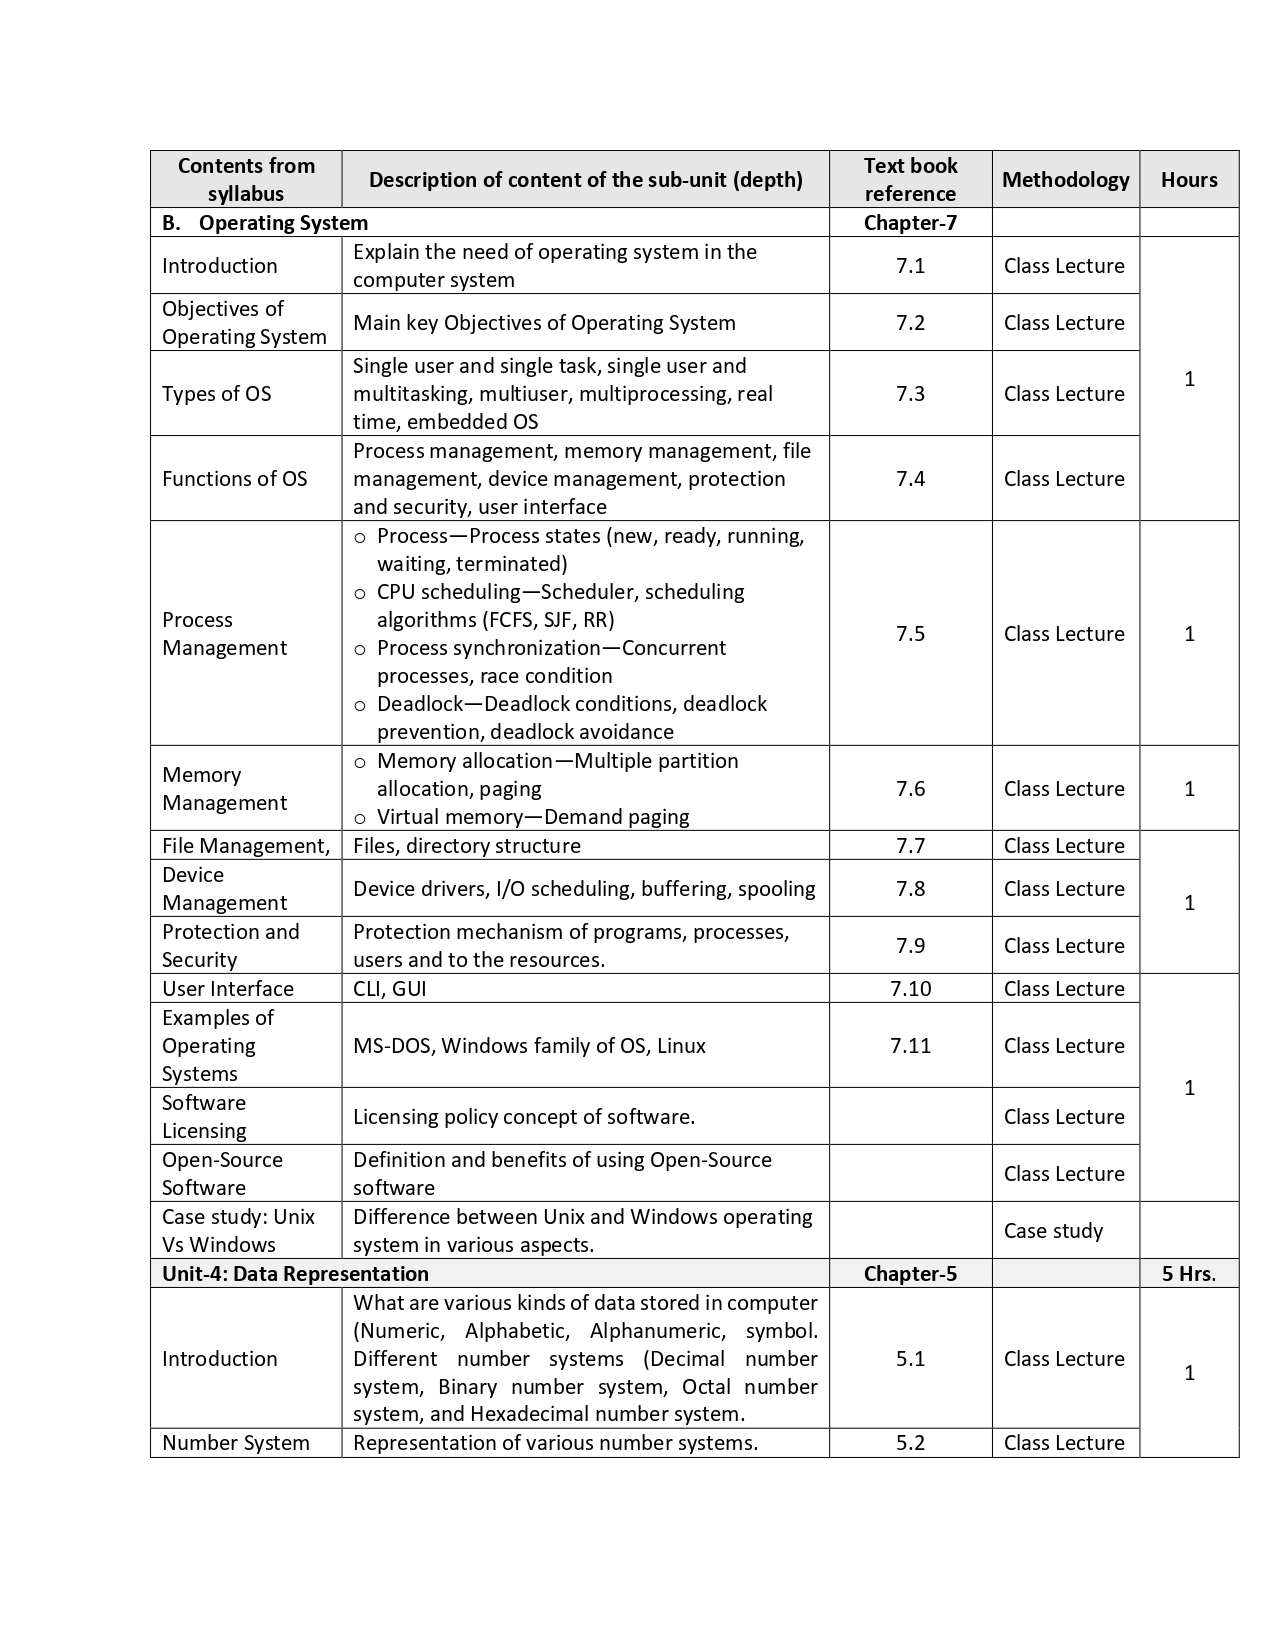 Contents from
syllabus
Description of content of the sub-unit (depth)
Text book
reference
Methodology
Hours
B. Operating System
Chapter-7
Introduction
Explain the need of operating system in the
computer system
7.1
Class Lecture
1
Objectives of
Operating System
Main key Objectives of Operating System
7.2
Class Lecture
Types of OS
Single user and single task, single user and
multitasking, multiuser, multiprocessing, real
time, embedded OS
7.3
Class Lecture
Functions of OS
Process management, memory management, file
management, device management, protection
and security, user interface
7.4
Class Lecture
Process
Management
o Process—Process states (new, ready, running,
waiting, terminated)
o CPU scheduling—Scheduler, scheduling
algorithms (FCFS, SJF, RR)
o Process synchronization—Concurrent
processes, race condition
o Deadlock—Deadlock conditions, deadlock
prevention, deadlock avoidance
7.5
Class Lecture
1
Memory
Management
o Memory allocation—Multiple partition
allocation, paging
o Virtual memory—Demand paging
7.6
Class Lecture
1
File Management,
Files, directory structure
7.7
Class Lecture
1
Device
Management
Device drivers, I/O scheduling, buffering, spooling
7.8
Class Lecture
Protection and
Security
Protection mechanism of programs, processes,
users and to the resources.
7.9
Class Lecture
User Interface
CLI, GUI
7.10
Class Lecture
1
Examples of
Operating
Systems
MS-DOS, Windows family of OS, Linux
7.11
Class Lecture
Software
Licensing
Licensing policy concept of software.
Class Lecture
Open-Source
Software
Definition and benefits of using Open-Source
software
Class Lecture
Case study: Unix
Vs Windows
Difference between Unix and Windows operating
system in various aspects.
Case study
Unit-4: Data Representation
Chapter-5
5 Hrs.
Introduction
What are various kinds of data stored in computer
(Numeric, Alphabetic, Alphanumeric, symbol.
Different number systems (Decimal number
system, Binary number system, Octal number
system, and Hexadecimal number system.
5.1
Class Lecture
1
Number System
Representation of various number systems.
5.2
Class Lecture